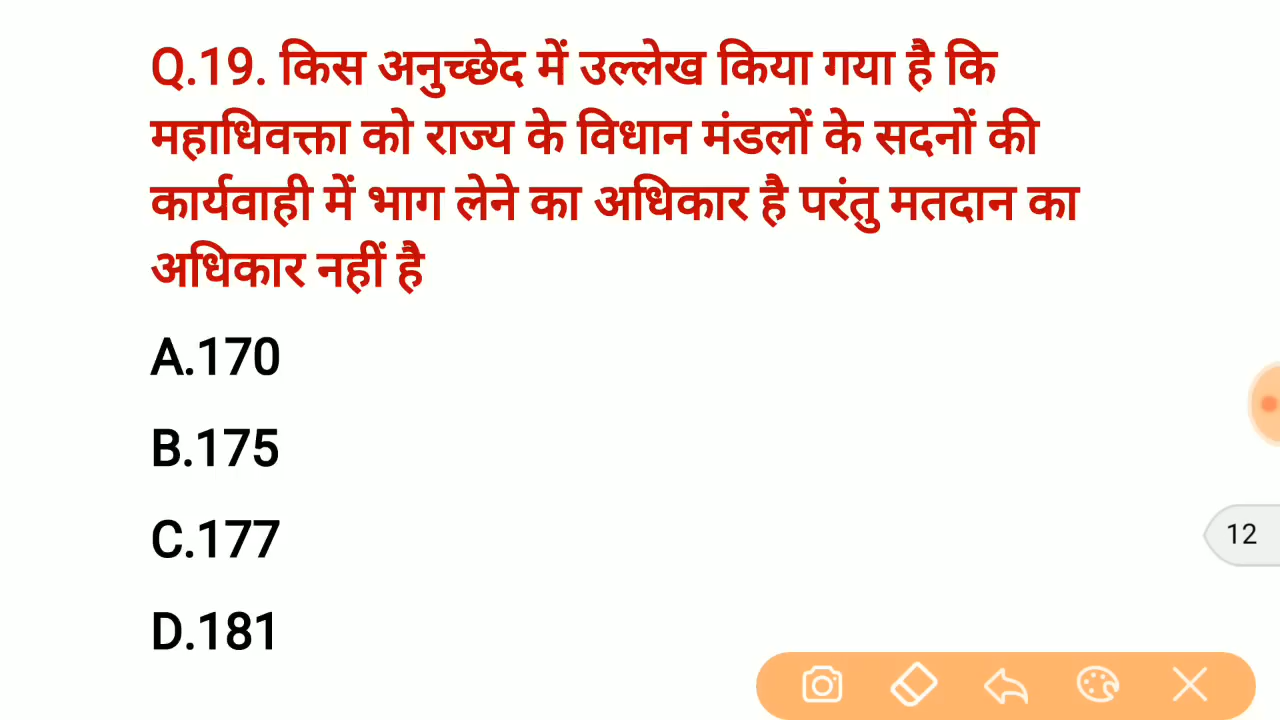 Q.19. किस अनुच्छेद में उल्लेख किया गया है कि
महाधिवक्ता को राज्य के विधान मंडलों के सदनों की
कार्यवाही में भाग लेने का अधिकार है परंतु मतदान का
अधिकार नहीं है
A.170
B.175
C.177
12
D.181